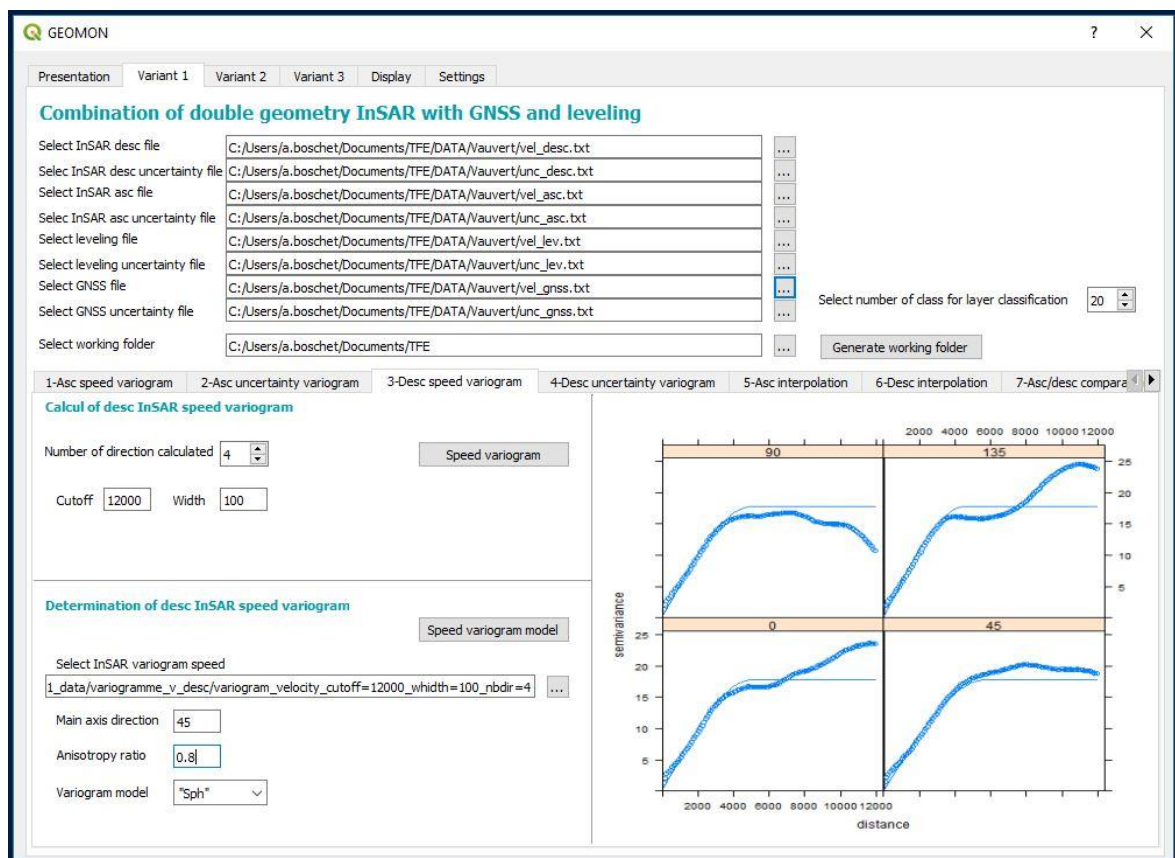 GEOMON ? ×
Presentation Variant 1 Variant 2 Variant 3 Display Settings
Combination of double geometry InSAR with GNSS and leveling
Select InSAR desc file C:/Users/a.boschet/Documents/TFE/DATA/Vauvert/vel_desc.txt ...
Selec InSAR desc uncertainty file C:/Users/a.boschet/Documents/TFE/DATA/Vauvert/unc_desc.txt ...
Select InSAR asc file C:/Users/a.boschet/Documents/TFE/DATA/Vauvert/vel_asc.txt ...
Selec InSAR asc uncertainty file C:/Users/a.boschet/Documents/TFE/DATA/Vauvert/unc_asc.txt ...
Select leveling file C:/Users/a.boschet/Documents/TFE/DATA/Vauvert/vel_lev.txt ...
Select leveling uncertainty file C:/Users/a.boschet/Documents/TFE/DATA/Vauvert/unc_lev.txt ...
Select GNSS file C:/Users/a.boschet/Documents/TFE/DATA/Vauvert/vel_gnss.txt ...
Select number of class for layer classification 20
Select GNSS uncertainty file C:/Users/a.boschet/Documents/TFE/DATA/Vauvert/unc_gnss.txt ...
Select working folder C:/Users/a.boschet/Documents/TFE ... Generate working folder
1-Asc speed variogram 2-Asc uncertainty variogram 3-Desc speed variogram 4-Desc uncertainty variogram 5-Asc interpolation 6-Desc interpolation 7-Asc/desc compara
Calcul of desc InSAR speed variogram
Number of direction calculated 4 Speed variogram
Cutoff 12000 Width 100
Determination of desc InSAR speed variogram
Speed variogram model
Select InSAR variogram speed
1_data/variogramme_v_desc/variogram_velocity_cutoff=12000_whidth=100_nbdir=4 ...
Main axis direction 45
Anisotropy ratio 0.8
Variogram model "Sph"
2000 4000 6000 8000 10000 12000
90 135
25
20
15
10
5
0 45
semivariance
25
20
15
10
5
2000 4000 6000 8000 10000 12000
distance